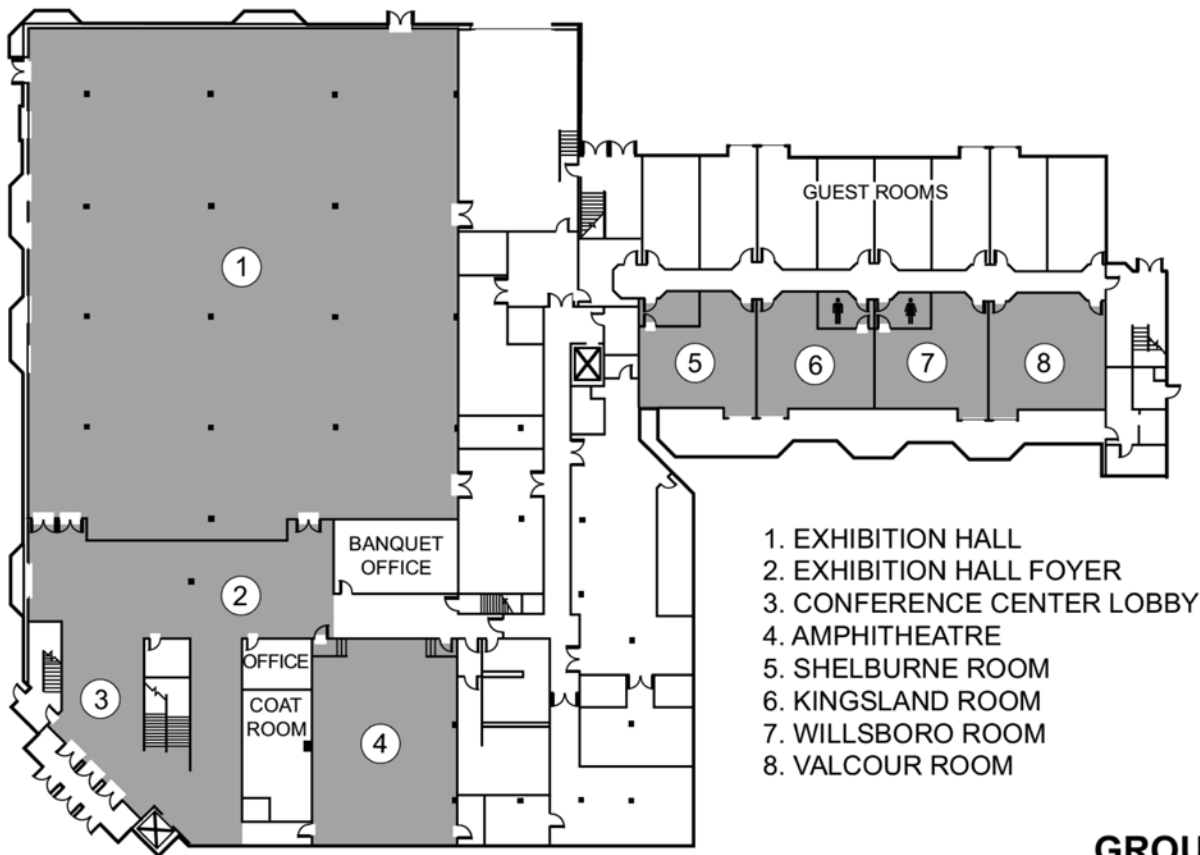 GUEST ROOMS
1
5
6
7
8
BANQUET
OFFICE
2
OFFICE
3
COAT
ROOM
4
1. EXHIBITION HALL
2. EXHIBITION HALL FOYER
3. CONFERENCE CENTER LOBBY
4. AMPHITHEATRE
5. SHELBURNE ROOM
6. KINGSLAND ROOM
7. WILLSBORO ROOM
8. VALCOUR ROOM
GROU